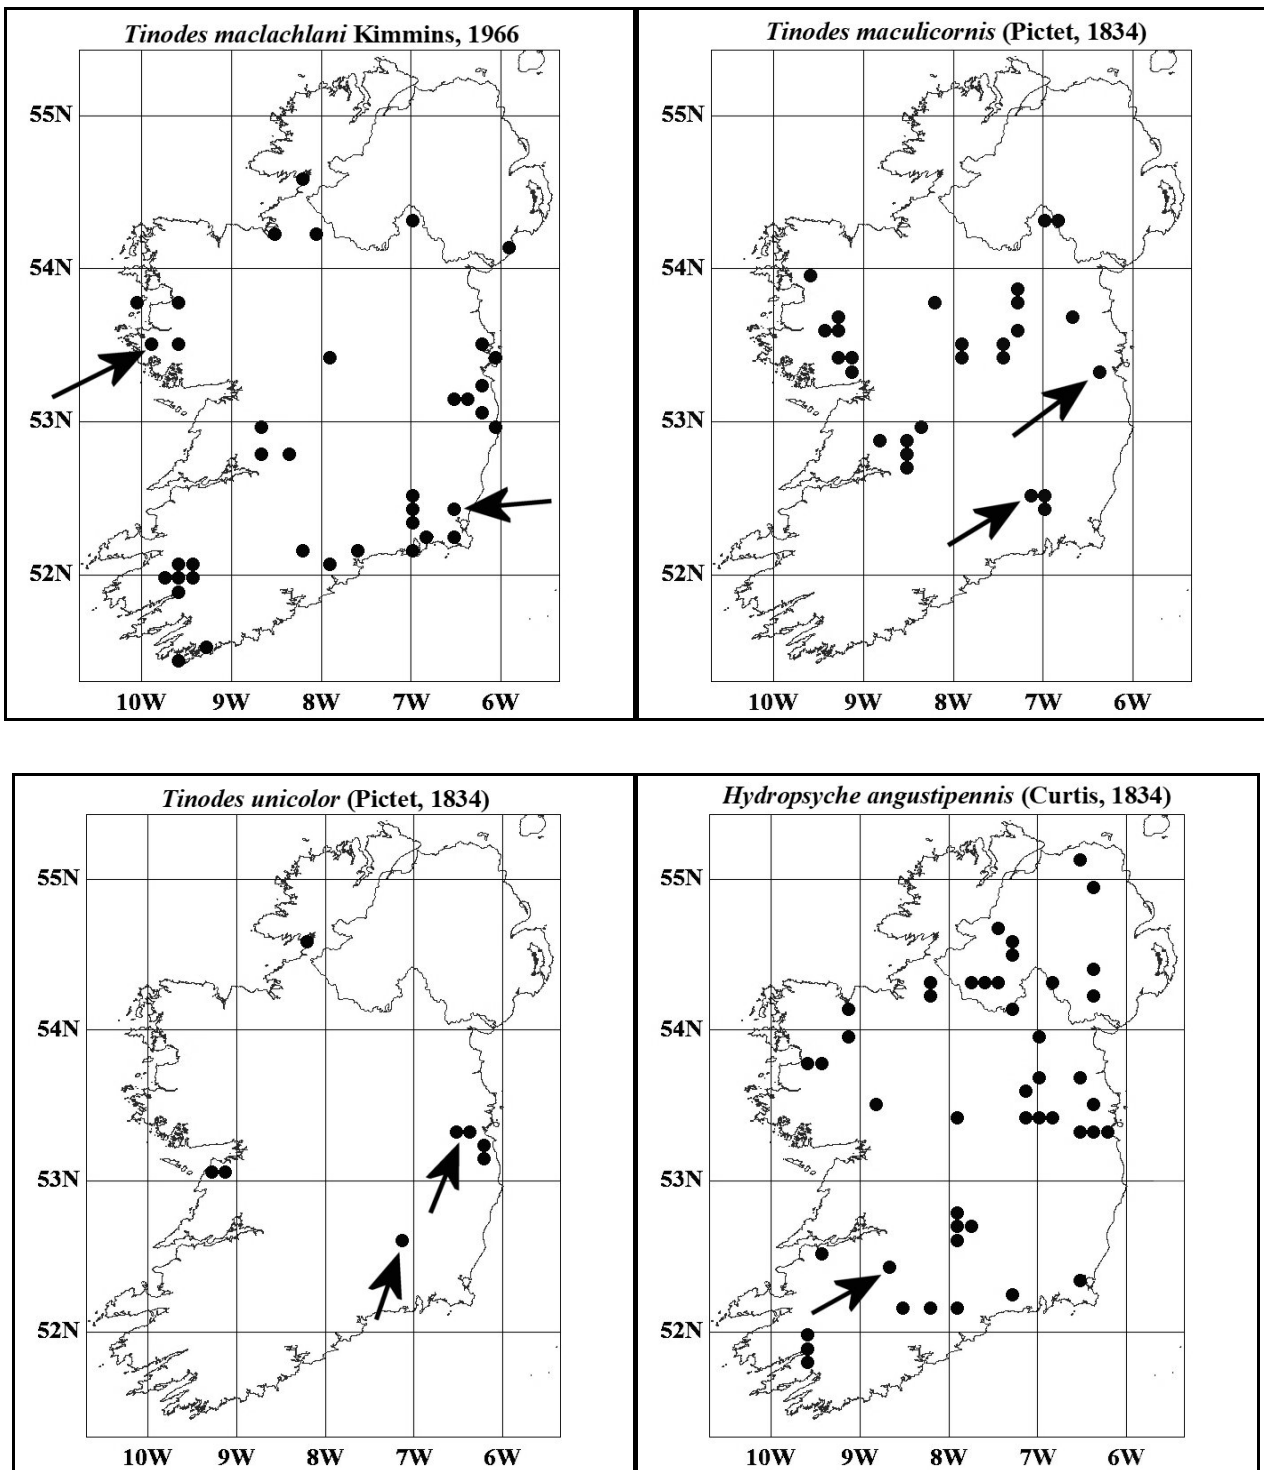 Tinodes maclachlani Kimmins, 1966
55N
54N
53N
52N
10W 9W 8W 7W 6W
Tinodes maculicornis (Pictet, 1834)
55N
54N
53N
52N
10W 9W 8W 7W 6W
Tinodes unicolor (Pictet, 1834)
55N
54N
53N
52N
10W 9W 8W 7W 6W
Hydropsyche angustipennis (Curtis, 1834)
55N
54N
53N
52N
10W 9W 8W 7W 6W